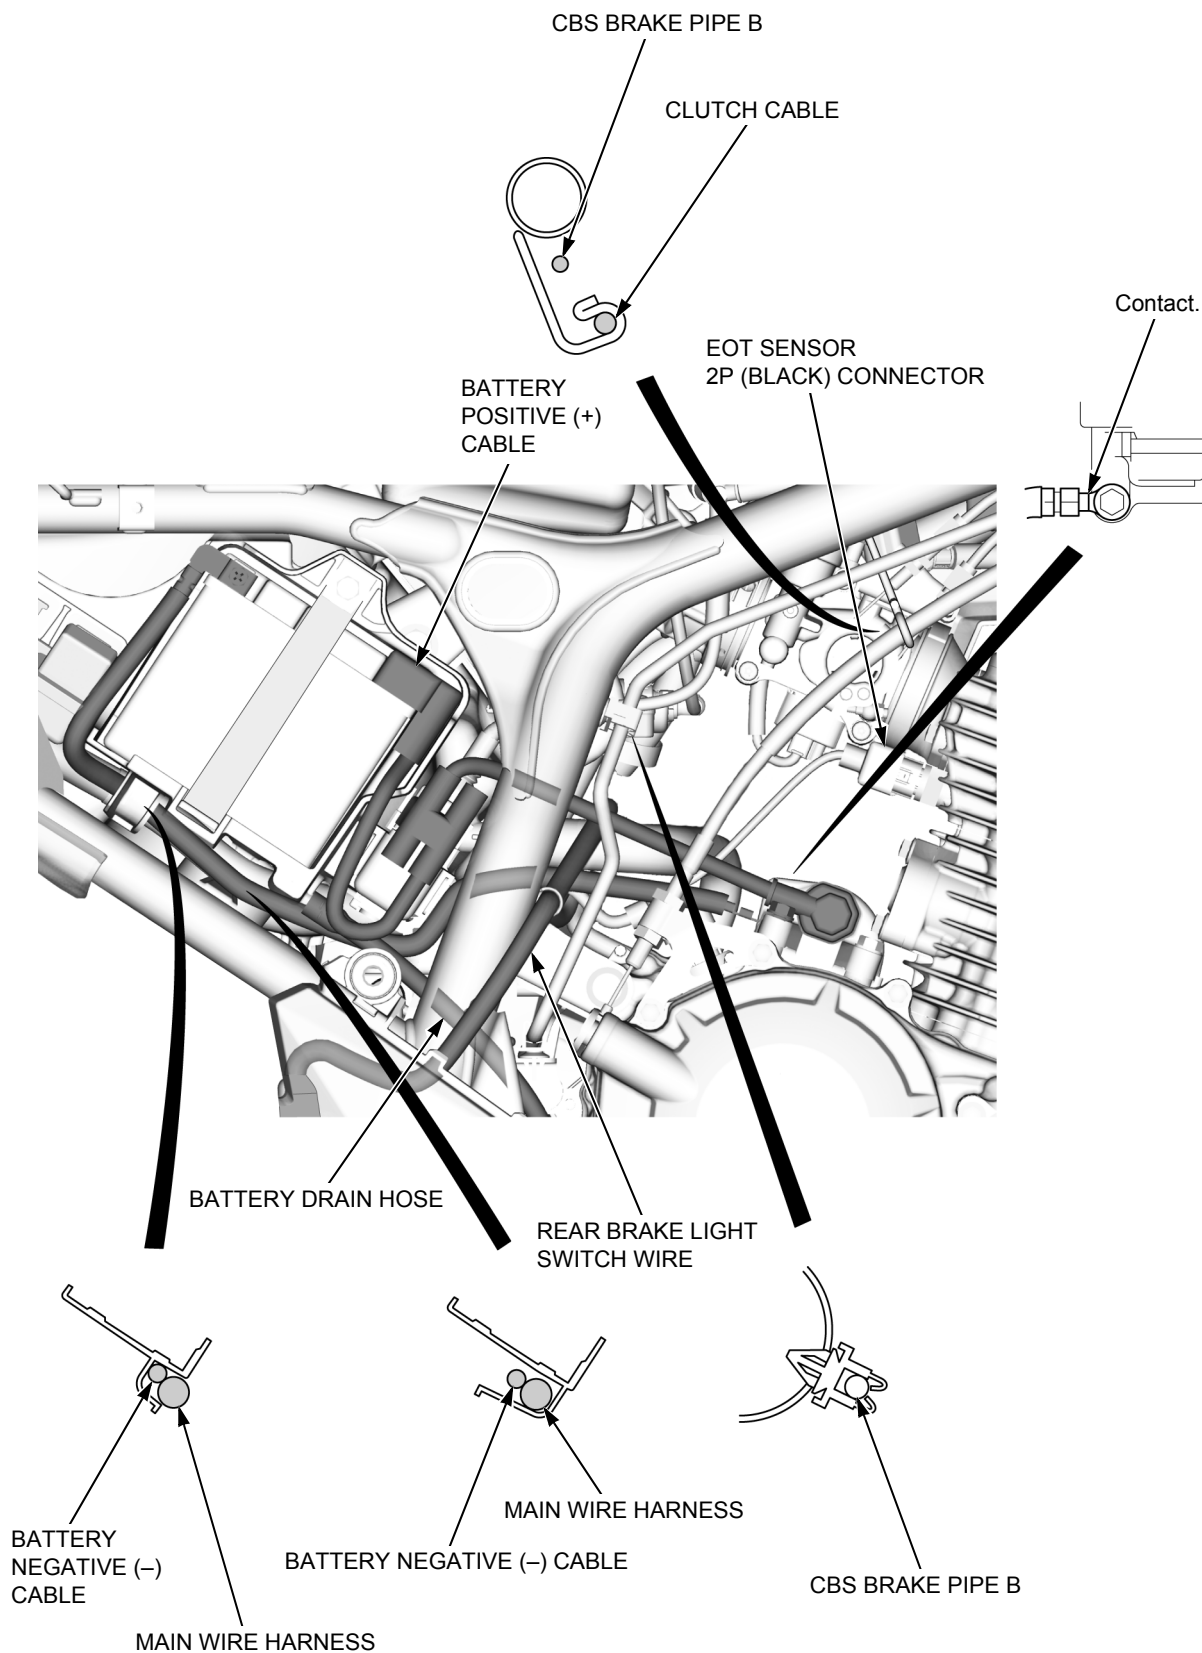 CBS BRAKE PIPE B
CLUTCH CABLE
Contact.
EOT SENSOR
2P (BLACK) CONNECTOR
BATTERY
POSITIVE (+)
CABLE
BATTERY DRAIN HOSE
REAR BRAKE LIGHT
SWITCH WIRE
MAIN WIRE HARNESS
BATTERY
NEGATIVE (–)
CABLE
BATTERY NEGATIVE (–) CABLE
CBS BRAKE PIPE B
MAIN WIRE HARNESS